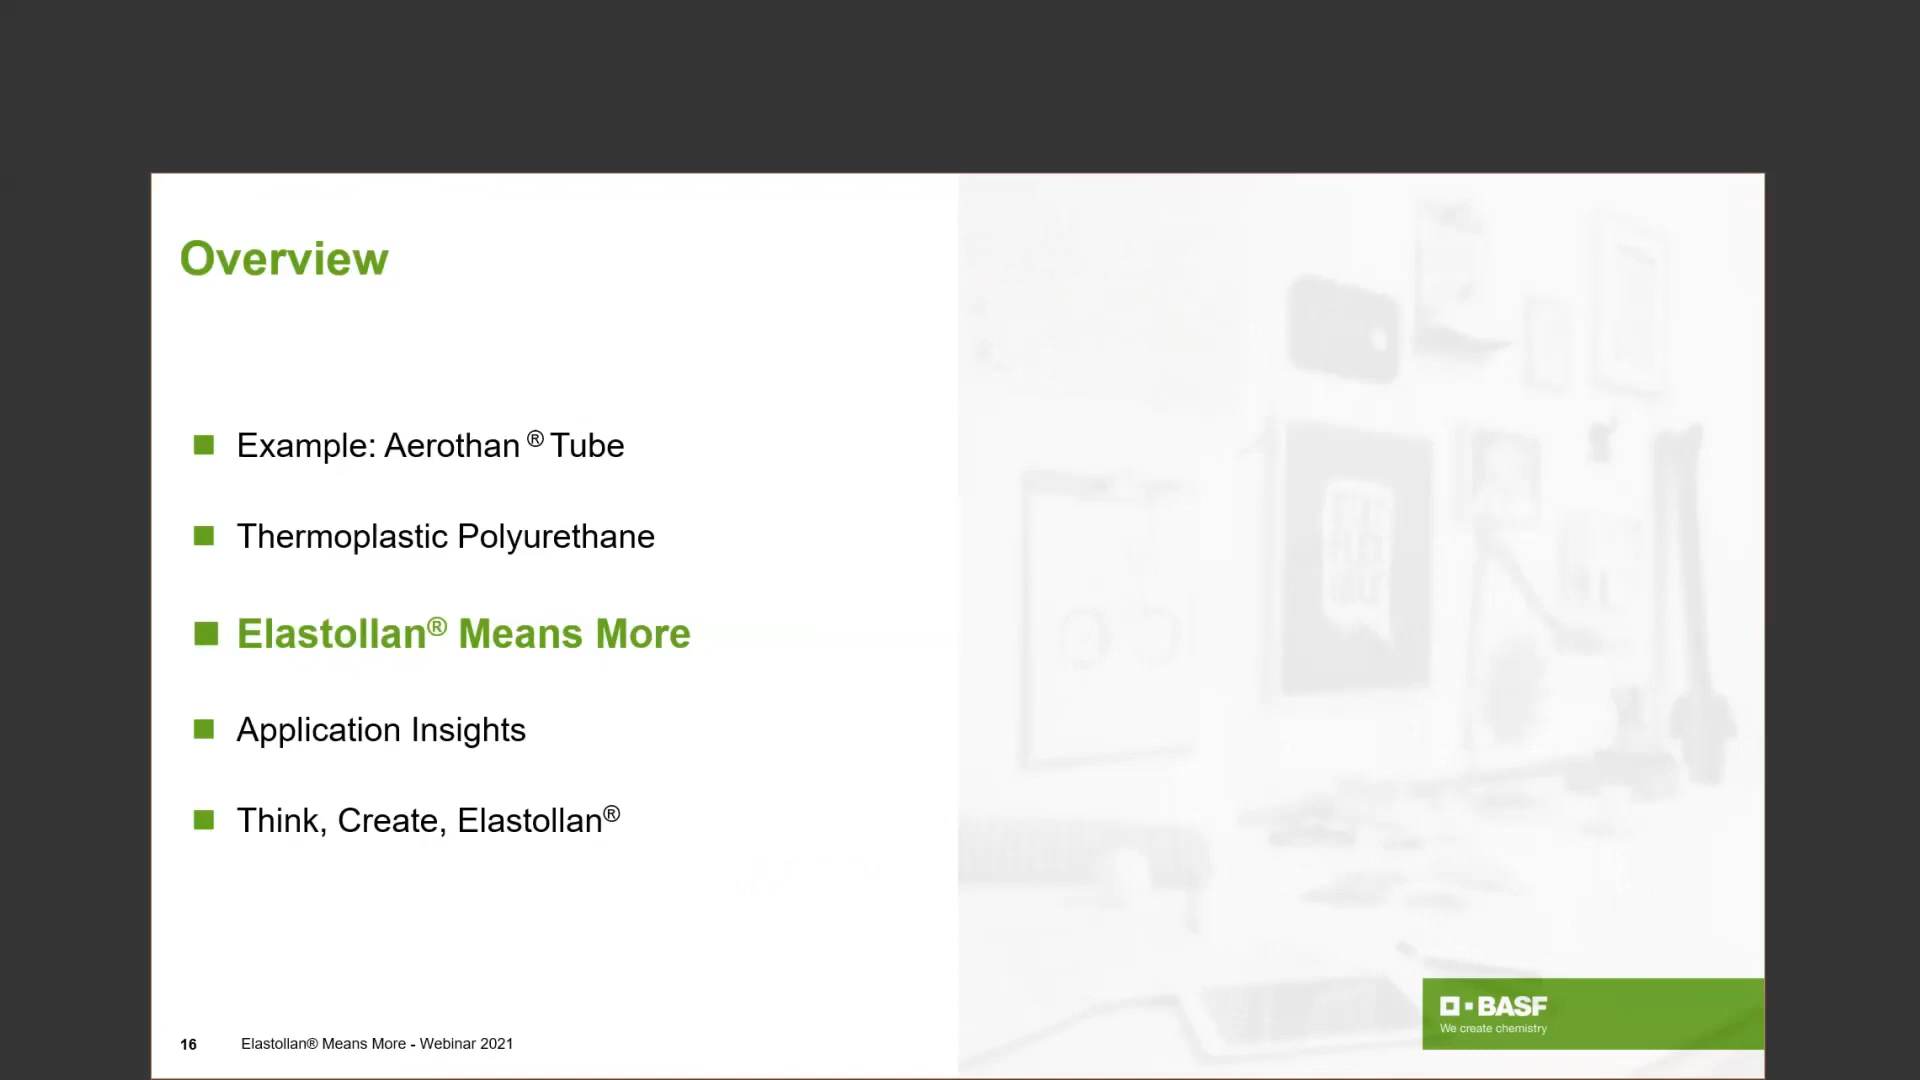 Overview
Example: Aerothan ® Tube
Thermoplastic Polyurethane
Elastollan® Means More
Application Insights
Think, Create, Elastollan®
BASF
We create chemistry
16 Elastollan® Means More - Webinar 2021